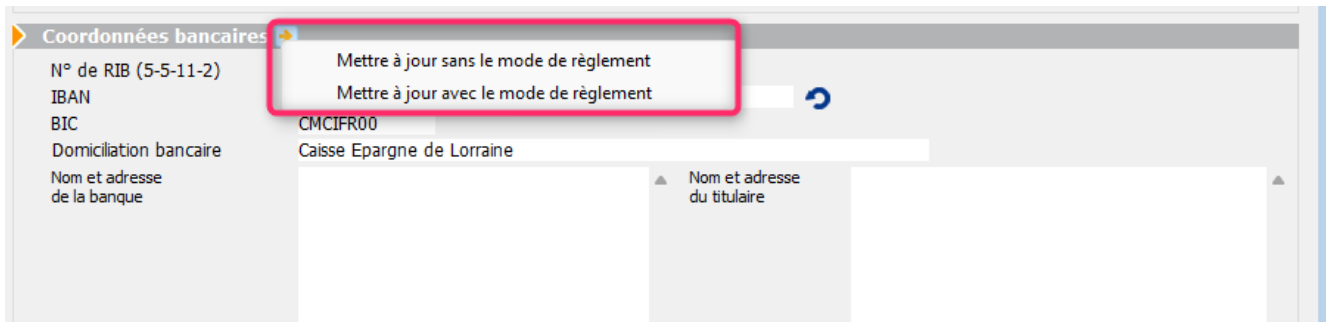 Coordonnées bancaires
Mettre à jour sans le mode de règlement
Mettre à jour avec le mode de règlement
N° de RIB (5-5-11-2)
IBAN
BIC CMCIFR00
Domiciliation bancaire Caisse Epargne de Lorraine
Nom et adresse
de la banque
Nom et adresse
du titulaire